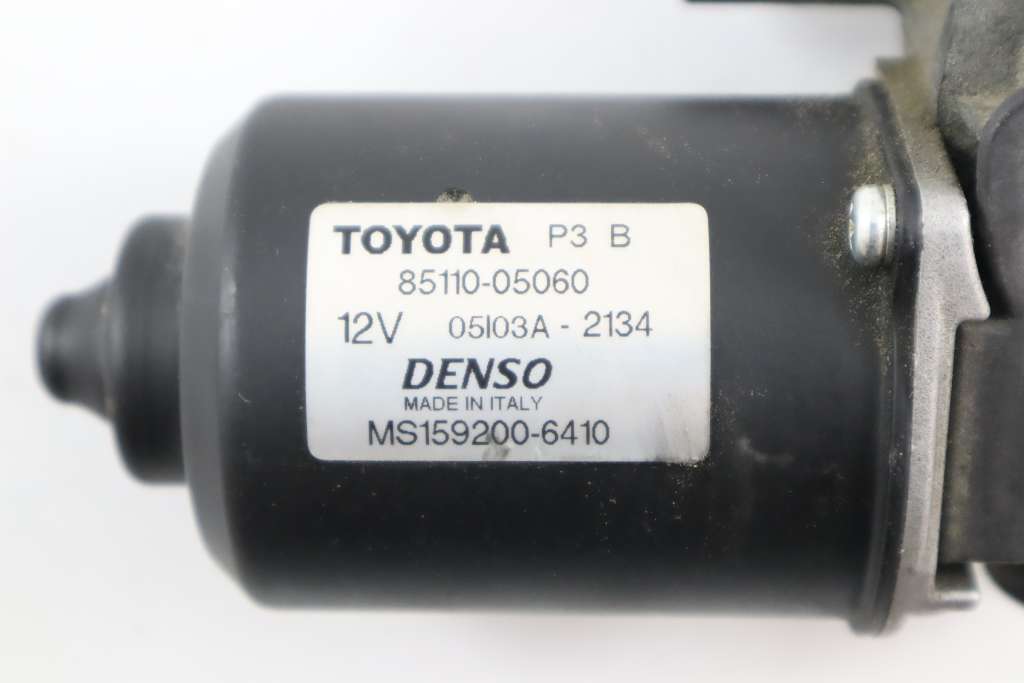 TOYOTA P3 B
85110-05060
12V 05I03A - 2134
DENSO
MADE IN ITALY
MS159200-6410